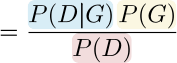 = P(D|G) P(G)
P(D)